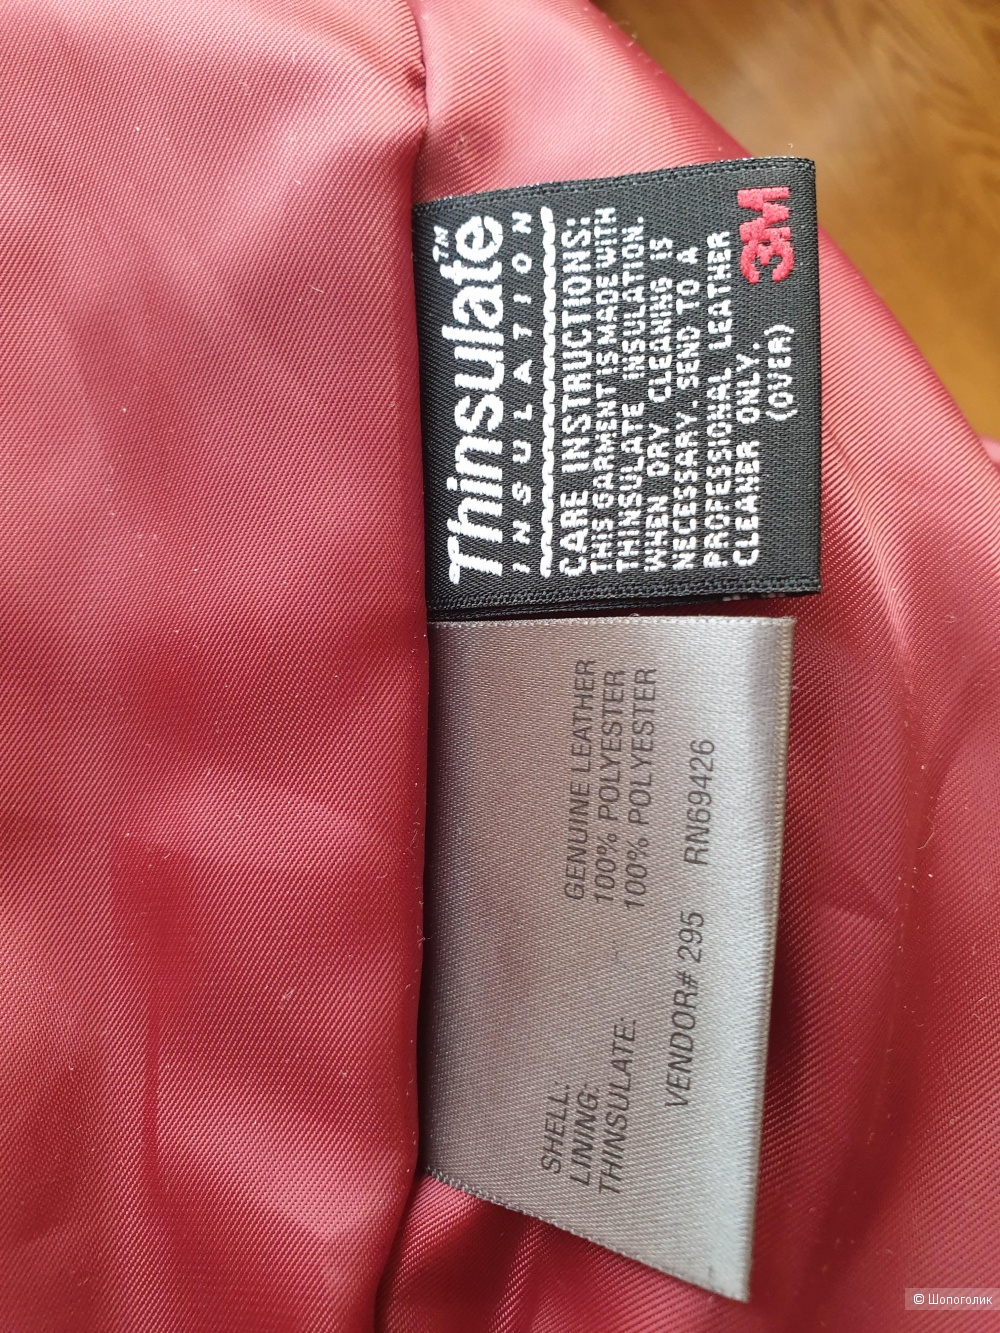 Thinsulate™
INSULATION
CARE INSTRUCTIONS:
THIS GARMENT IS MADE WITH
THINSULATE INSULATION.
WHEN DRY CLEANING IS
NECESSARY. SEND TO A
PROFESSIONAL LEATHER
CLEANER ONLY.
(OVER)
3M
SHELL: GENUINE LEATHER
LINING: 100% POLYESTER
THINSULATE: 100% POLYESTER
VENDOR# 295 RN69426
© Шопоголик